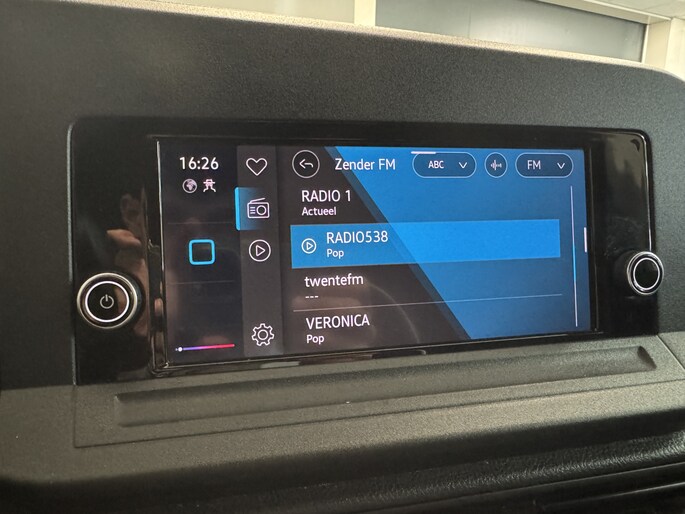 16:26
Zender FM
ABC
FM
RADIO 1
Actueel
RADIO538
Pop
twentefm
---
VERONICA
Pop